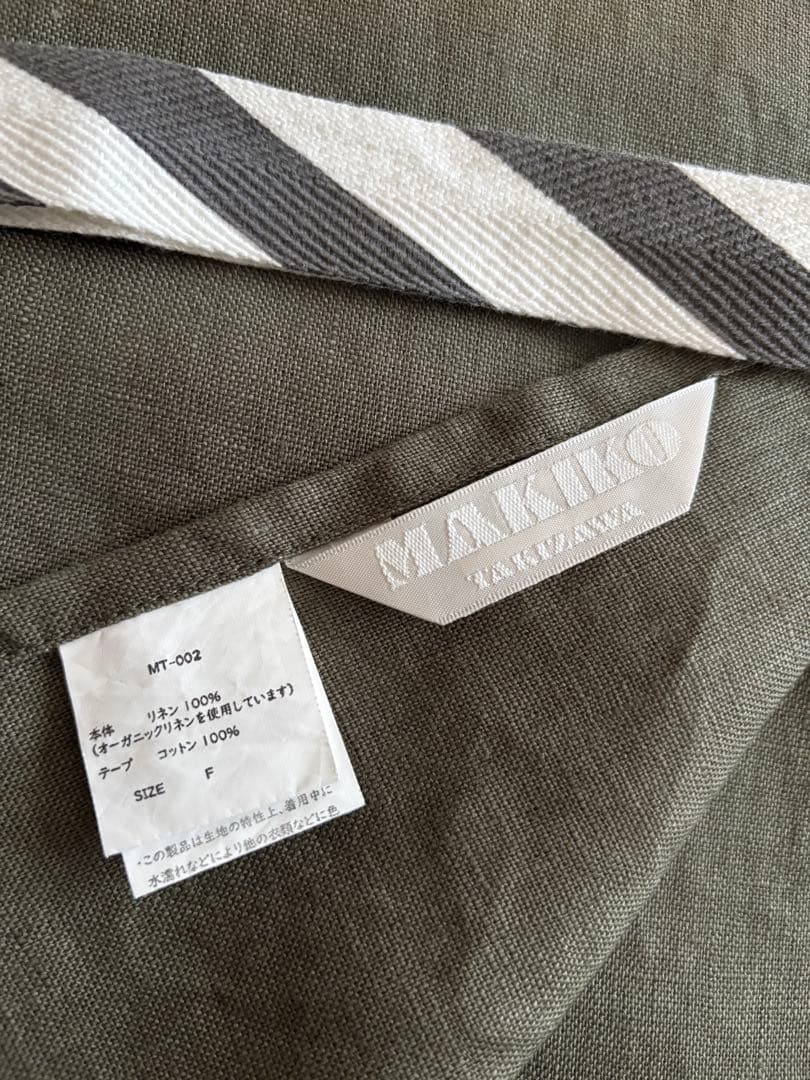 MAKIKO
TAKIZAWA
MT-002
本体 リネン 100%
(オーガニックリネンを使用しています)
テープ コットン 100%
SIZE F
・この製品は生地の特性上、着用中に
水濡れなどにより他の衣類などに色